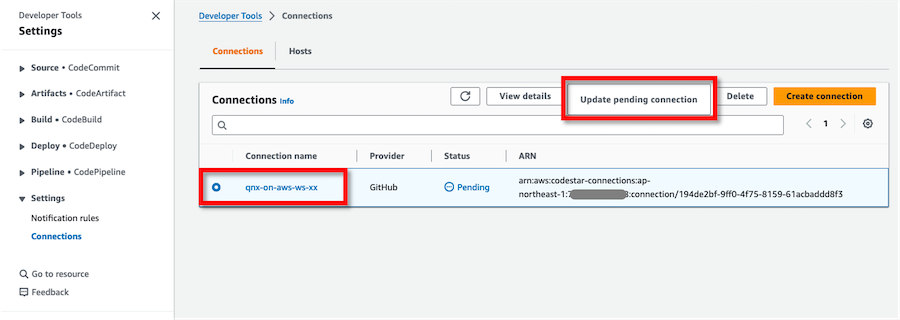 Developer Tools
Settings
Source • CodeCommit
Artifacts • CodeArtifact
Build • CodeBuild
Deploy • CodeDeploy
Pipeline • CodePipeline
Settings
Notification rules
Connections
Go to resource
Feedback
Developer Tools > Connections
Connections Hosts
Connections Info
View details Update pending connection Delete Create connection
1
Connection name Provider Status ARN
qnx-on-aws-ws-xx GitHub Pending arn:aws:codestar-connections:ap-
northeast-1:7 :connection/194de2bf-9ff0-4f75-8159-61acbaddd8f3